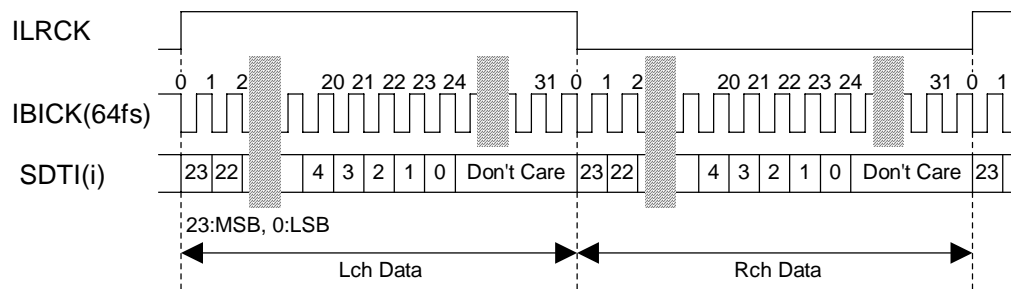 ILRCK
0 1 2 20 21 22 23 24 31 0 1 2 20 21 22 23 24 31 0 1
IBICK(64fs)
SDTI(i) 23 22 4 3 2 1 0 Don't Care 23 22 4 3 2 1 0 Don't Care 23
23:MSB, 0:LSB
Lch Data Rch Data